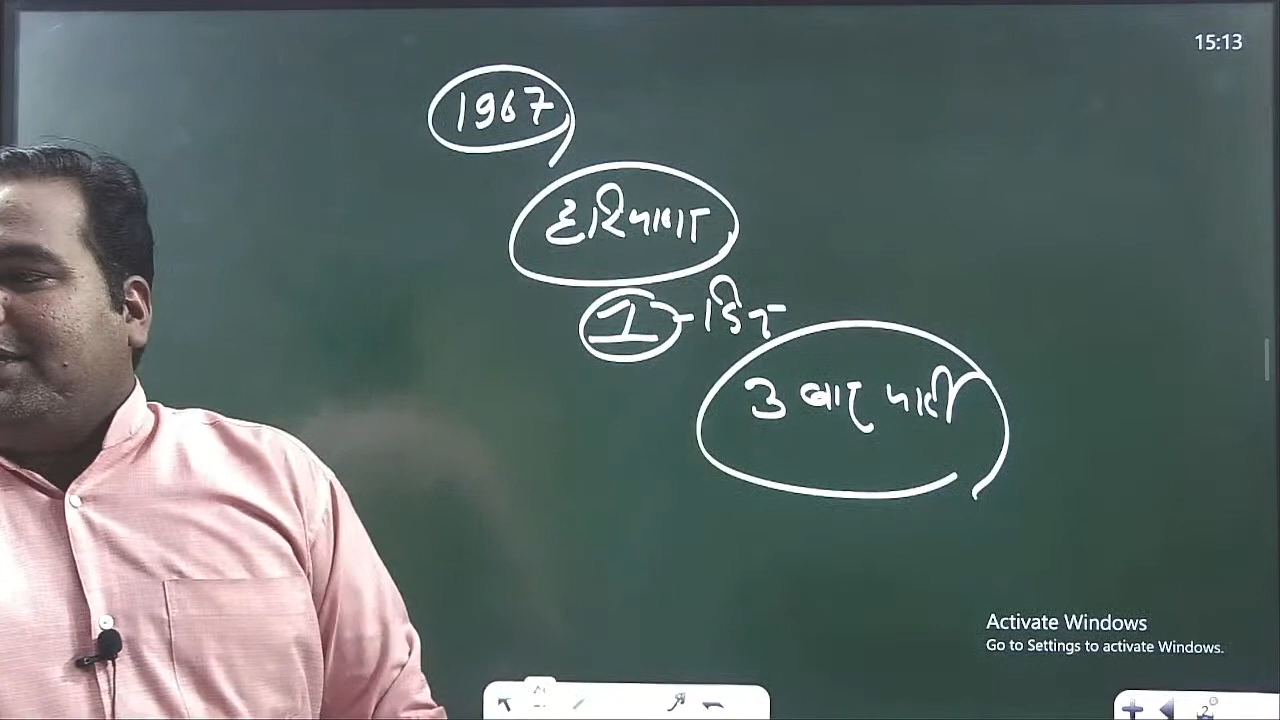 15:13
1967
हरियाणा
1 - दिन
3 बार पार्टी
Activate Windows
Go to Settings to activate Windows.